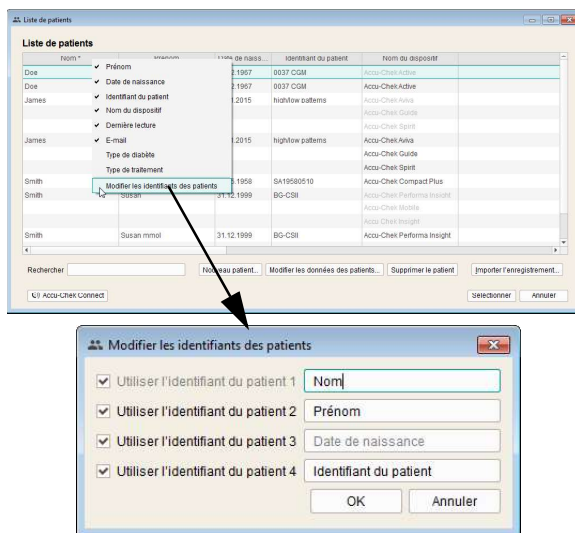 Liste de patients
Liste de patients
Nom Prénom Date de naiss... Identifiant du patient Nom du dispositif
Doe 2.1967 0037 CGM Accu-Chek Active
Doe 2.1967 0037 CGM Accu-Chek Active
James 1.2015 high/low patterns Accu-Chek Aviva
Accu-Chek Guide
Accu-Chek Spirit
James 1.2015 high/low patterns Accu-Chek Aviva
Accu-Chek Guide
Accu-Chek Spirit
Smith 5.1958 SA19580510 Accu-Chek Compact Plus
Smith Susan 31.12.1999 BG-CSII Accu-Chek Performa Insight
Accu-Chek Mobile
Accu-Chek Insight
Smith Susan mmol 31.12.1999 BG-CSII Accu-Chek Performa Insight
Prénom
Date de naissance
Identifiant du patient
Nom du dispositif
Dernière lecture
E-mail
Type de diabète
Type de traitement
Modifier les identifiants des patients
Rechercher Nouveau patient... Modifier les données des patients... Supprimer le patient Importer l'enregistrement...
Accu-Chek Connect Sélectionner Annuler
Modifier les identifiants des patients
Utiliser l'identifiant du patient 1 Nom
Utiliser l'identifiant du patient 2 Prénom
Utiliser l'identifiant du patient 3 Date de naissance
Utiliser l'identifiant du patient 4 Identifiant du patient
OK Annuler